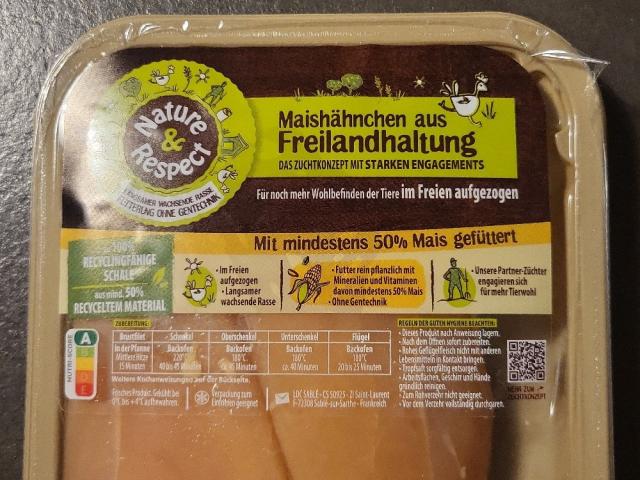 Nature
&
Respect
LANGSAMER WACHSENDE RASSE
FÜTTERUNG OHNE GENTECHNIK
Maishähnchen aus
Freilandhaltung
DAS ZUCHTKONZEPT MIT STARKEN ENGAGEMENTS
Für noch mehr Wohlbefinden der Tiere im Freien aufgezogen
Mit mindestens 50% Mais gefüttert
100%
RECYCLINGFÄHIGE
SCHALE
aus mind. 50%
RECYCELTEM MATERIAL
• Im Freien
aufgezogen
• Langsamer
wachsende Rasse
• Futter rein pflanzlich mit
Mineralien und Vitaminen
davon mindestens 50% Mais
• Ohne Gentechnik
• Unsere Partner-Züchter
engagieren sich
für mehr Tierwohl
NUTRI-SCORE
A
B
E
ZUBEREITUNG:
Brustfilet
in der Pfanne
Mittlere Hitze
15 Minuten
Schenkel
Backofen
220°
40 bis 45 Minuten
Oberschenkel
Backofen
180°C
Minuten
Unterschenkel
Backofen
180°C
ca. 40 Minuten
Flügel
Backofen
180°C
20 bis 25 Minuten
Weitere Kochanweisungen auf der Rückseite.
Frisches Produkt. Gekühlt bei
0°C bis +4°C aufbewahren.
Verpackung zum
Einfrieren geeignet
LDC SABLÉ - CS 50925 - ZI Saint-Laurent
F-72308 Sablé-sur-Sarthe - Frankreich
REGELN DER GUTEN HYGIENE BEACHTEN:
• Dieses Produkt nach Anweisung lagern.
• Nach dem Öffnen sofort zubereiten.
• Rohes Geflügelfleisch nicht mit anderen
Lebensmitteln in Kontakt bringen.
• Tropfsaft sorgfältig entsorgen.
• Arbeitsflächen, Geschirr und Hände
gründlich reinigen.
• Zum Rohverzehr nicht geeignet.
• Vor dem Verzehr vollständig durchgaren.
MEHR ZUM
ZUCHTKONZEPT